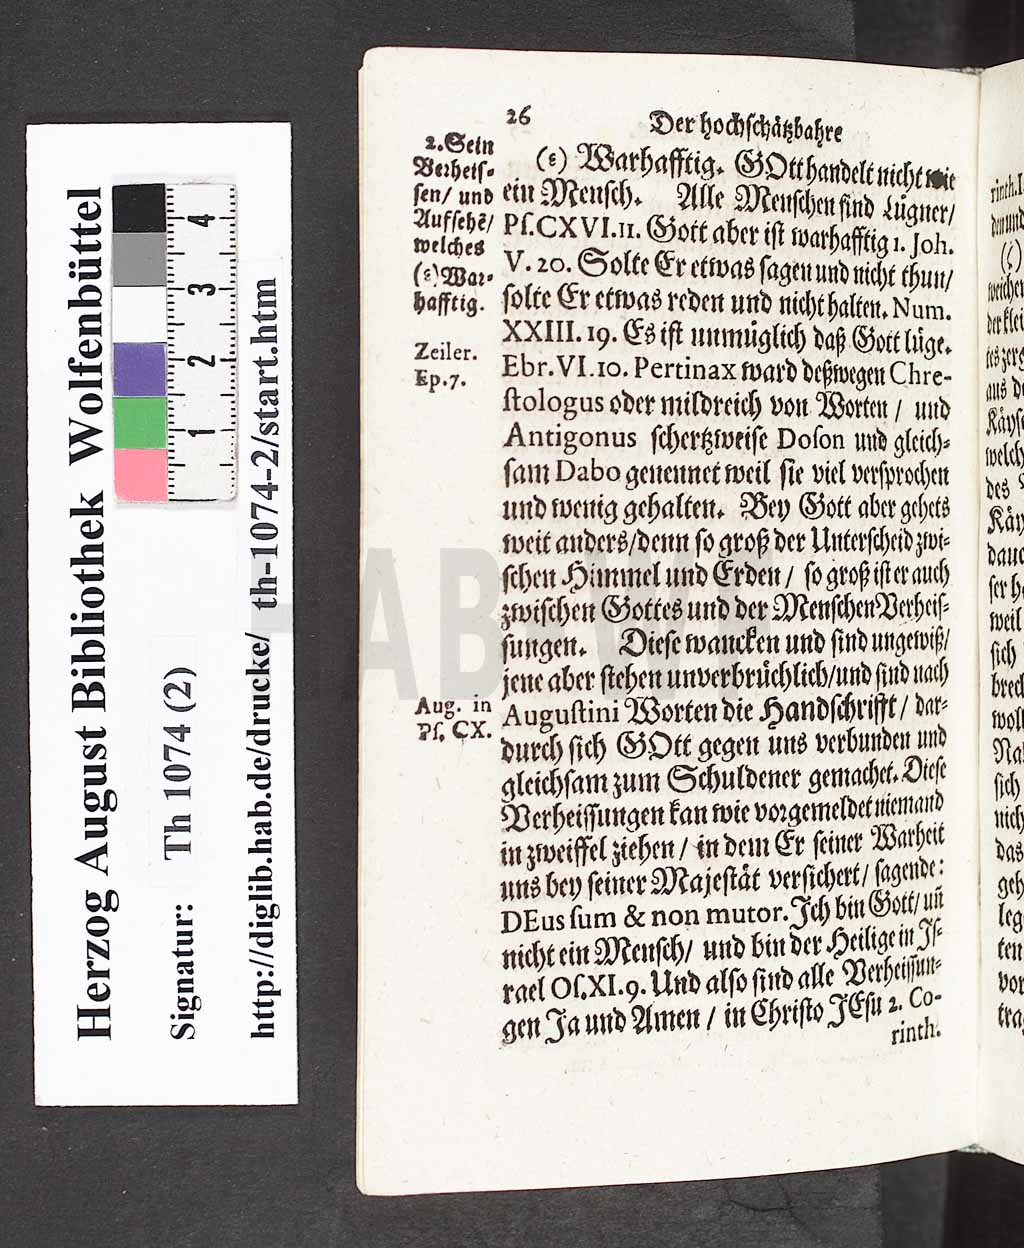 26
Der hochschätzbahre
2. Sein
Verheis-
sen/ und
Aufsehē/
welches
(ε) War-
hafftig.
Zeiler.
Ep. 7.
Aug. in
Pſ. CX.
(ε) Warhafftig. GOtt handelt nicht wie
ein Menſch. Alle Menſchen ſind Lügner/
Pſ. CXVI. 11. Gott aber iſt warhafftig 1. Joh.
V. 20. Solte Er etwas ſagen und nicht thun/
ſolte Er etwas reden und nicht halten. Num.
XXIII. 19. Es iſt unmüglich daß Gott lüge.
Ebr. VI. 10. Pertinax ward deßwegen Chre-
ſtologus oder mildreich von Worten / und
Antigonus ſchertzweiſe Doſon und gleich-
ſam Dabo genennet weil ſie viel verſprochen
und wenig gehalten. Bey Gott aber gehets
weit anders/denn ſo groß der Unterſcheid zwi-
ſchen Himmel und Erden / ſo groß iſt er auch
zwiſchen Gottes und der Menſchen Verheiſ-
ſungen. Dieſe wancken und ſind ungewiß/
jene aber ſtehen unverbrüchlich/und ſind nach
Auguſtini Worten die Handſchrifft / dar-
durch ſich GOtt gegen uns verbunden und
gleichſam zum Schuldener gemachet. Dieſe
Verheiſſungen kan wie vorgemeldet niemand
in zweiffel ziehen / in dem Er ſeiner Warheit
uns bey ſeiner Majeſtät verſichert/ ſagende:
DEus ſum & non mutor. Ich bin Gott/ uñ
nicht ein Menſch/ und bin der Heilige in Iſ-
rael Oſ. XI. 9. Und alſo ſind alle Verheiſſun-
gen Ja und Amen / in Chriſto JEſu 2. Co-
rinth.
Herzog August Bibliothek Wolfenbüttel
Signatur: Th 1074 (2)
http://diglib.hab.de/drucke/ th-1074-2/start.htm
1 2 3 4